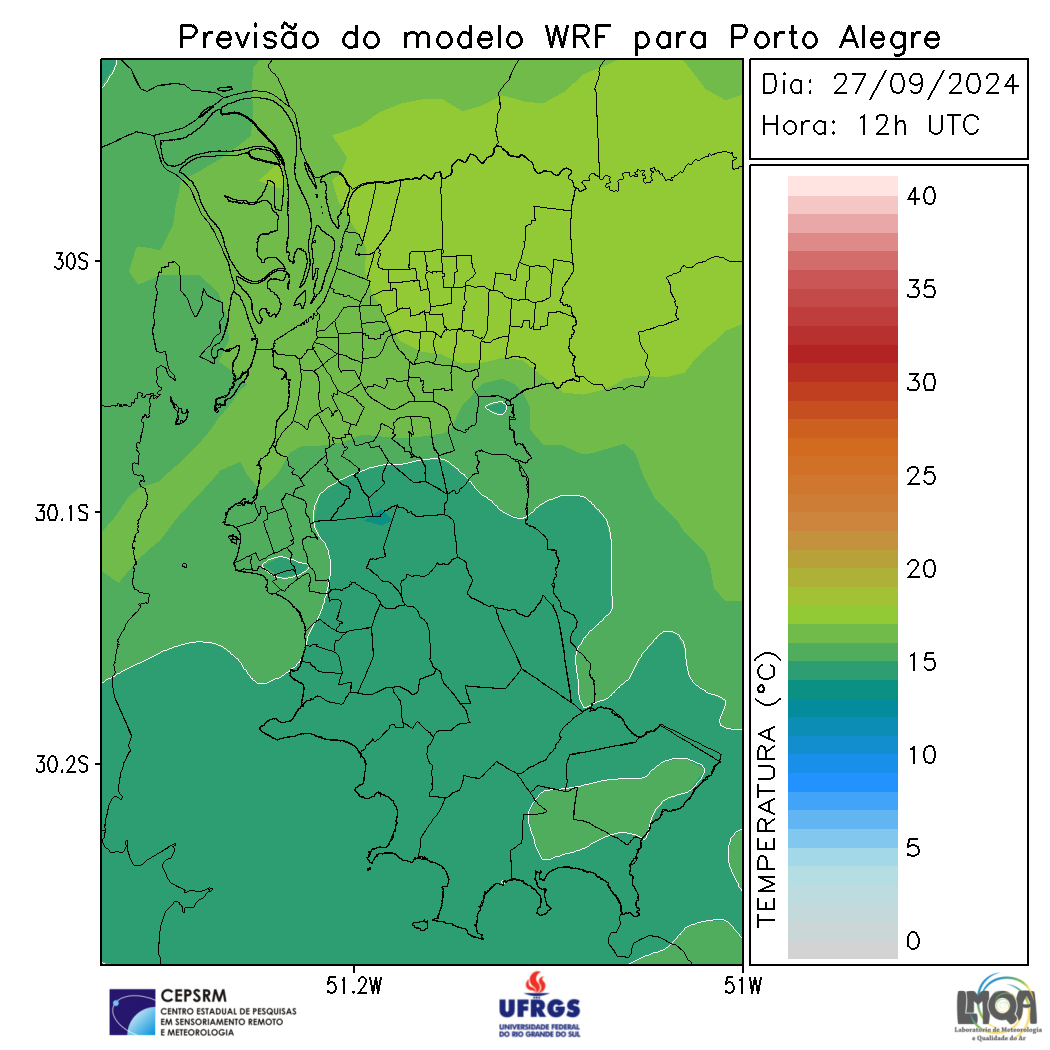 Previsão do modelo WRF para Porto Alegre
Dia: 27/09/2024
Hora: 12h UTC
30S
30.1S
30.2S
51.2W
51W
TEMPERATURA (°C)
40
35
30
25
20
15
10
5
0
CEPSRM
CENTRO ESTADUAL DE PESQUISAS
EM SENSORIAMENTO REMOTO
E METEOROLOGIA
UFRGS
UNIVERSIDADE FEDERAL
DO RIO GRANDE DO SUL
LMQA
Laboratório de Meteorologia
e Qualidade do Ar